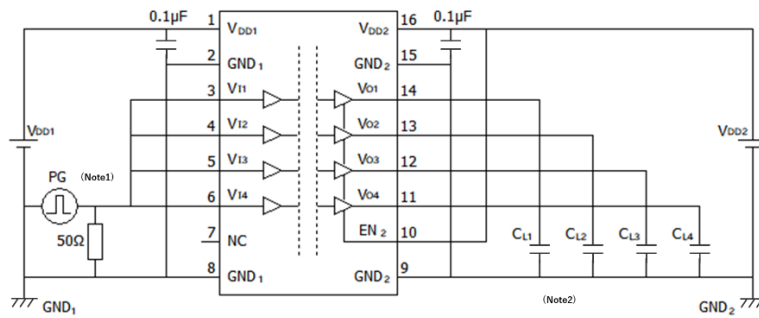 0.1μF 1 VDD1 VDD2 16 0.1μF
2 GND1 GND2 15
3 VI1 VO1 14
4 VI2 VO2 13
VDD1 VDD2
5 VI3 VO3 12
PG (Note1)
6 VI4 VO4 11
50Ω 7 NC EN2 10 CL1 CL2 CL3 CL4
8 GND1 GND2 9
GND1 (Note2) GND2